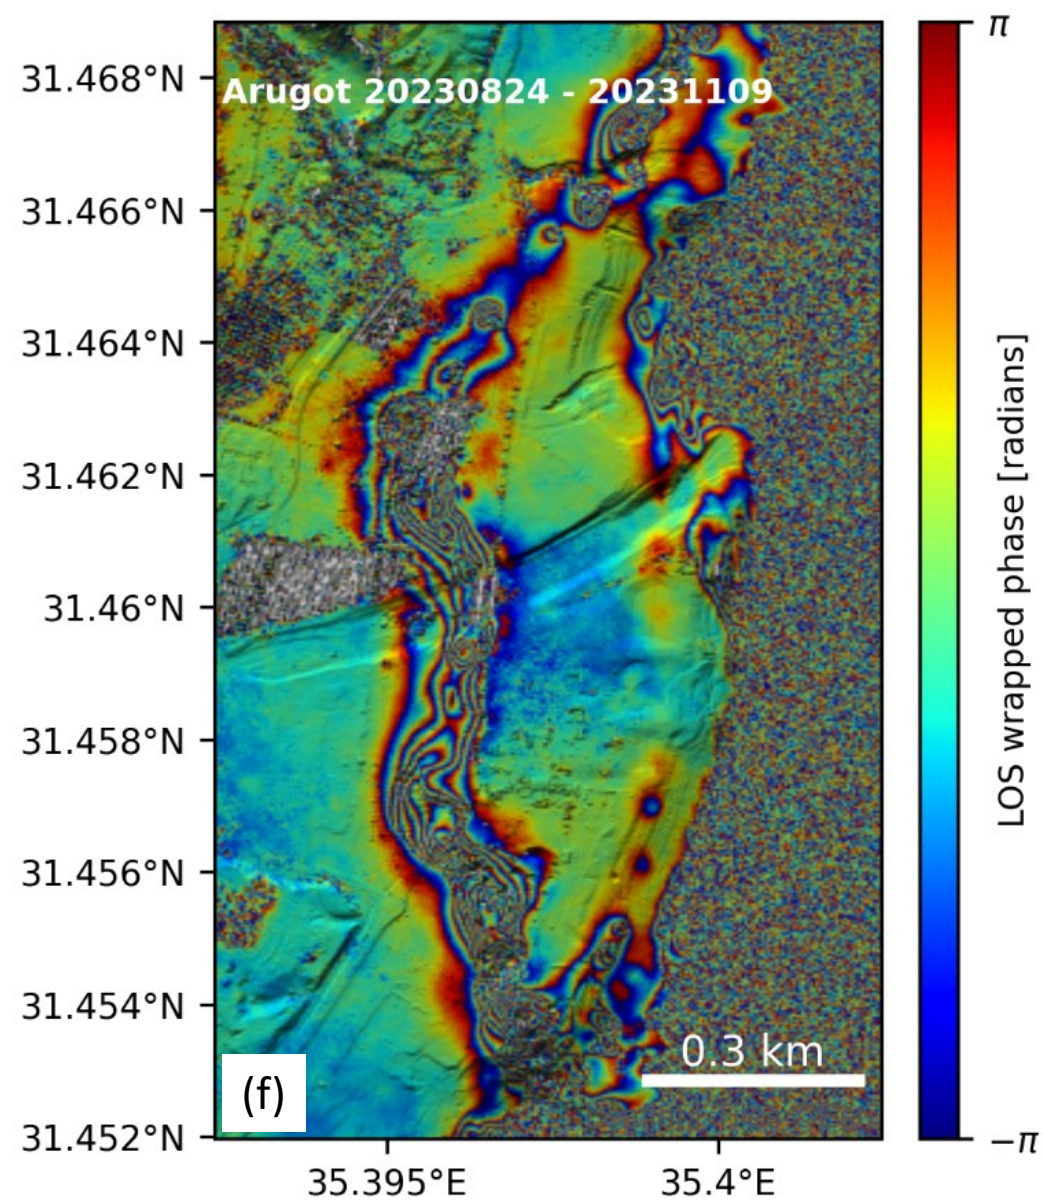 31.468°N
Arugot 20230824 - 20231109
31.466°N
31.464°N
31.462°N
31.46°N
31.458°N
31.456°N
31.454°N
31.452°N
0.3 km
(f)
35.395°E
35.4°E
π
LOS wrapped phase [radians]
−π